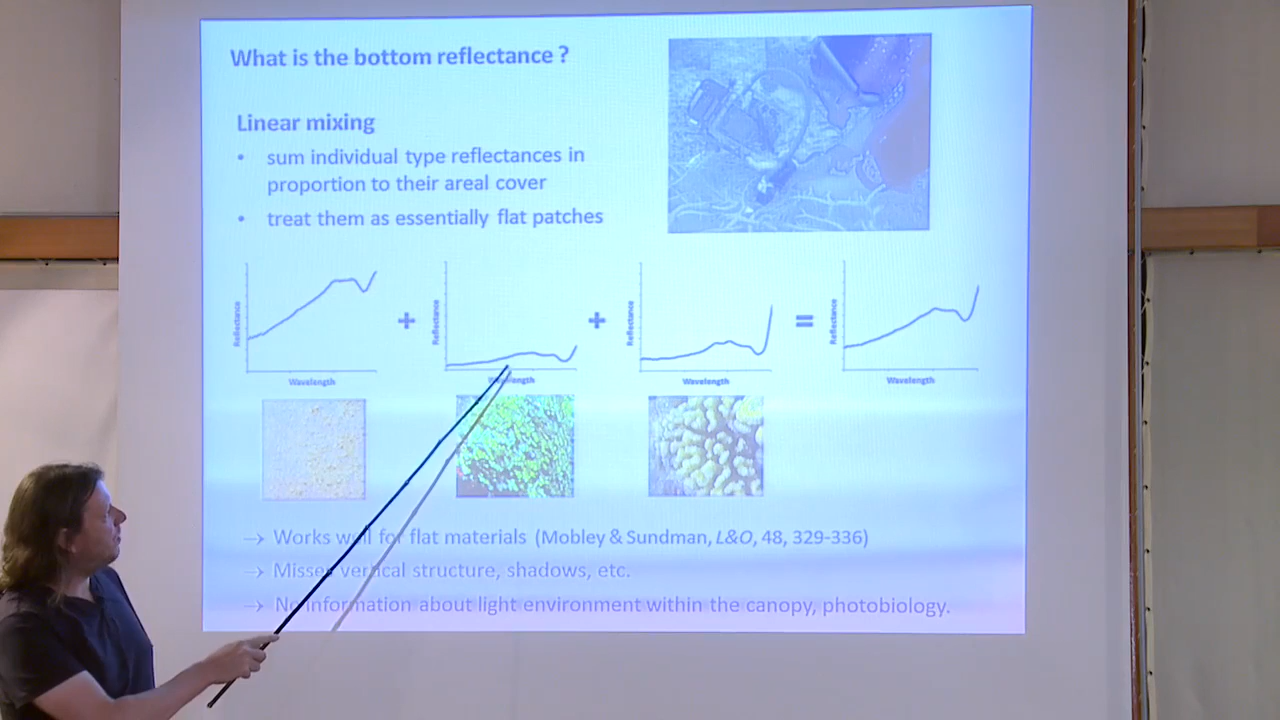 What is the bottom reflectance ?
Linear mixing
• sum individual type reflectances in
proportion to their areal cover
• treat them as essentially flat patches
Reflectance
Wavelength
+
Reflectance
Wavelength
+
Reflectance
Wavelength
=
Reflectance
Wavelength
→ Works well for flat materials (Mobley & Sundman, L&O, 48, 329-336)
→ Misses vertical structure, shadows, etc.
→ No information about light environment within the canopy, photobiology.